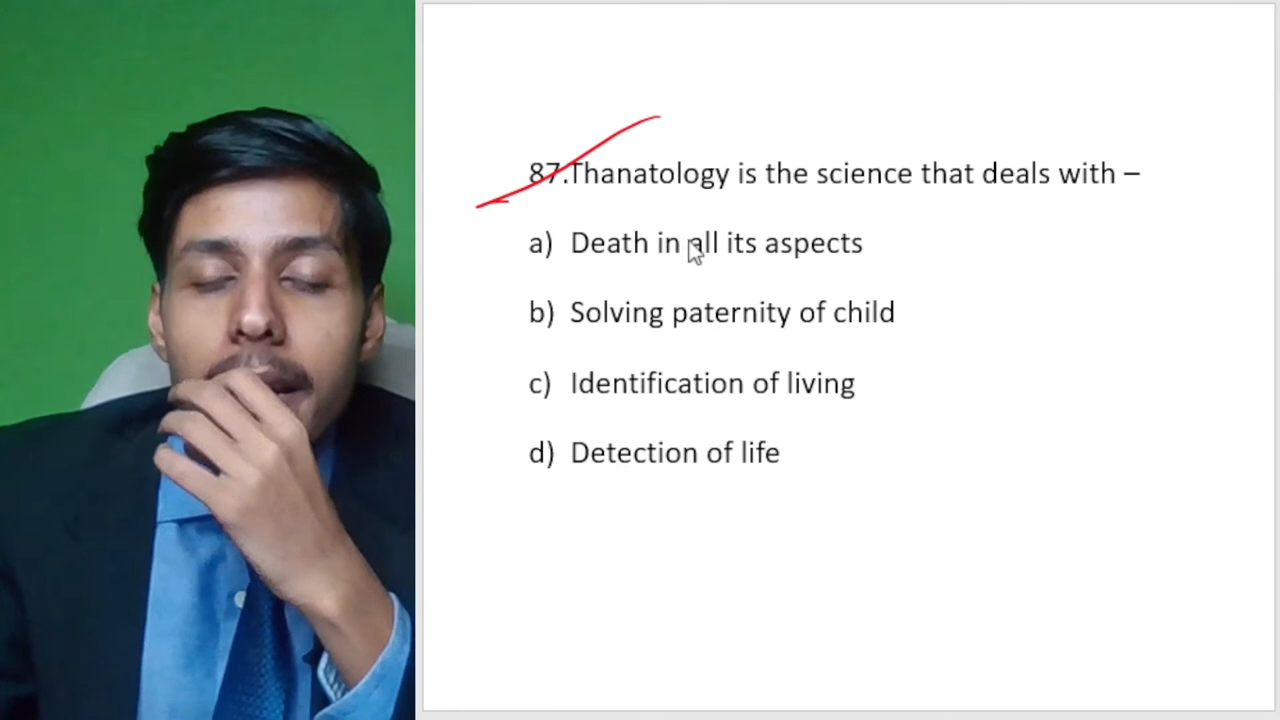 87.Thanatology is the science that deals with –
a) Death in all its aspects
b) Solving paternity of child
c) Identification of living
d) Detection of life